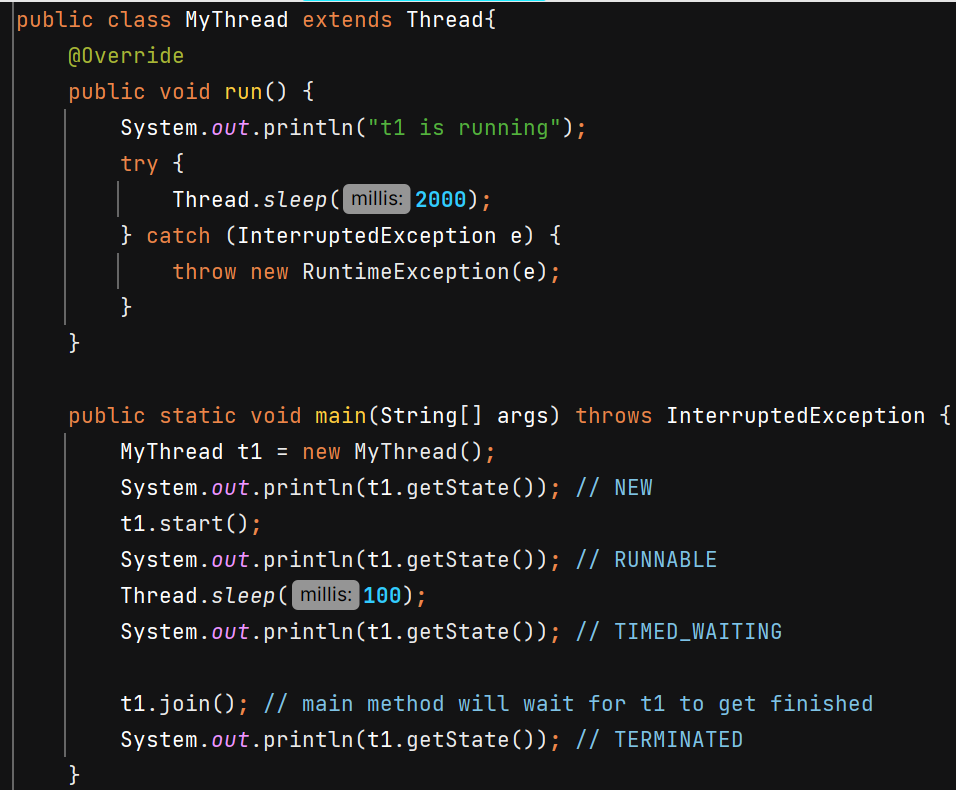 public class MyThread extends Thread{
@Override
public void run() {
System.out.println("t1 is running");
try {
Thread.sleep( millis: 2000);
} catch (InterruptedException e) {
throw new RuntimeException(e);
}
}
public static void main(String[] args) throws InterruptedException {
MyThread t1 = new MyThread();
System.out.println(t1.getState()); // NEW
t1.start();
System.out.println(t1.getState()); // RUNNABLE
Thread.sleep( millis: 100);
System.out.println(t1.getState()); // TIMED_WAITING
t1.join(); // main method will wait for t1 to get finished
System.out.println(t1.getState()); // TERMINATED
}